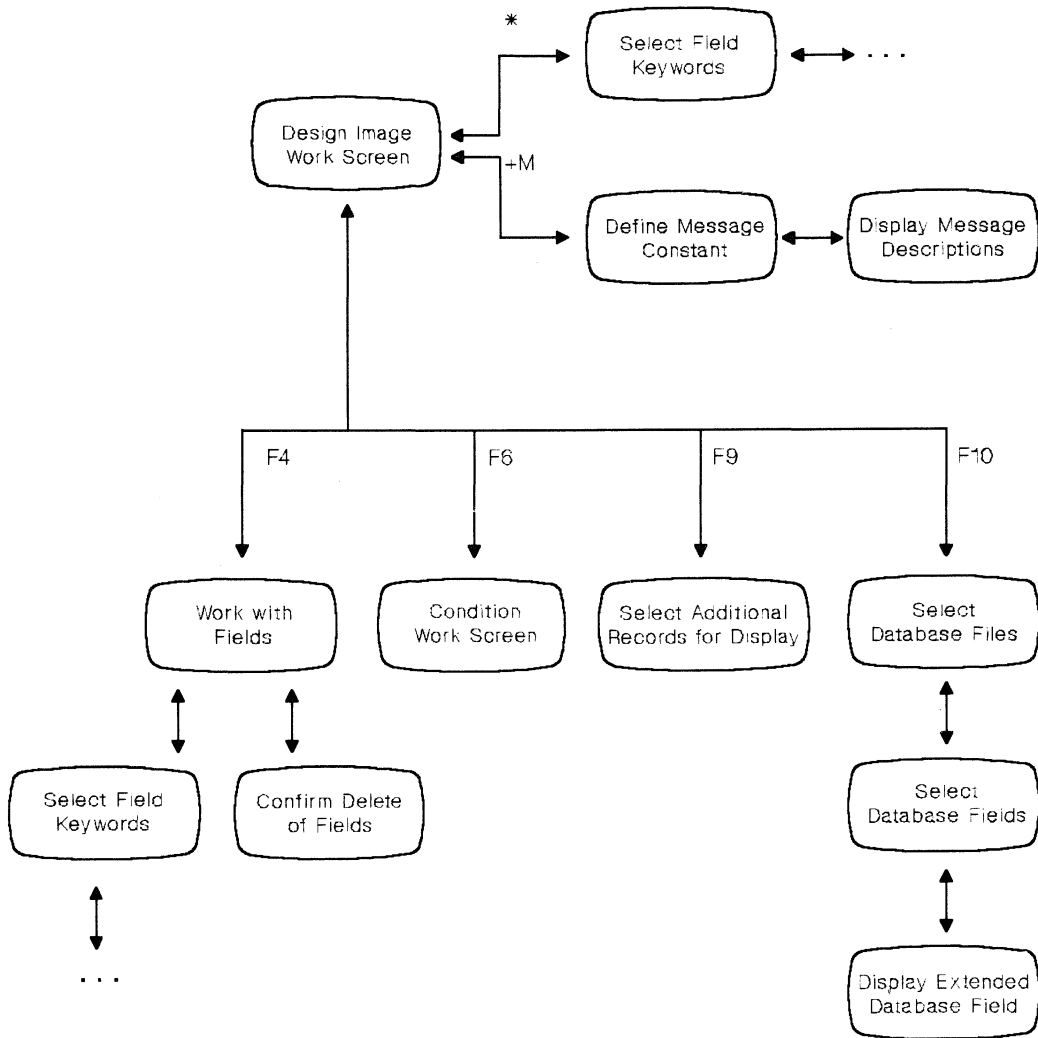 *
Select Field
Keywords
. . .
Design Image
Work Screen
+M
Define Message
Constant
Display Message
Descriptions
F4
F6
F9
F10
Work with
Fields
Condition
Work Screen
Select Additional
Records for Display
Select
Database Files
Select Field
Keywords
Confirm Delete
of Fields
Select
Database Fields
. . .
Display Extended
Database Field